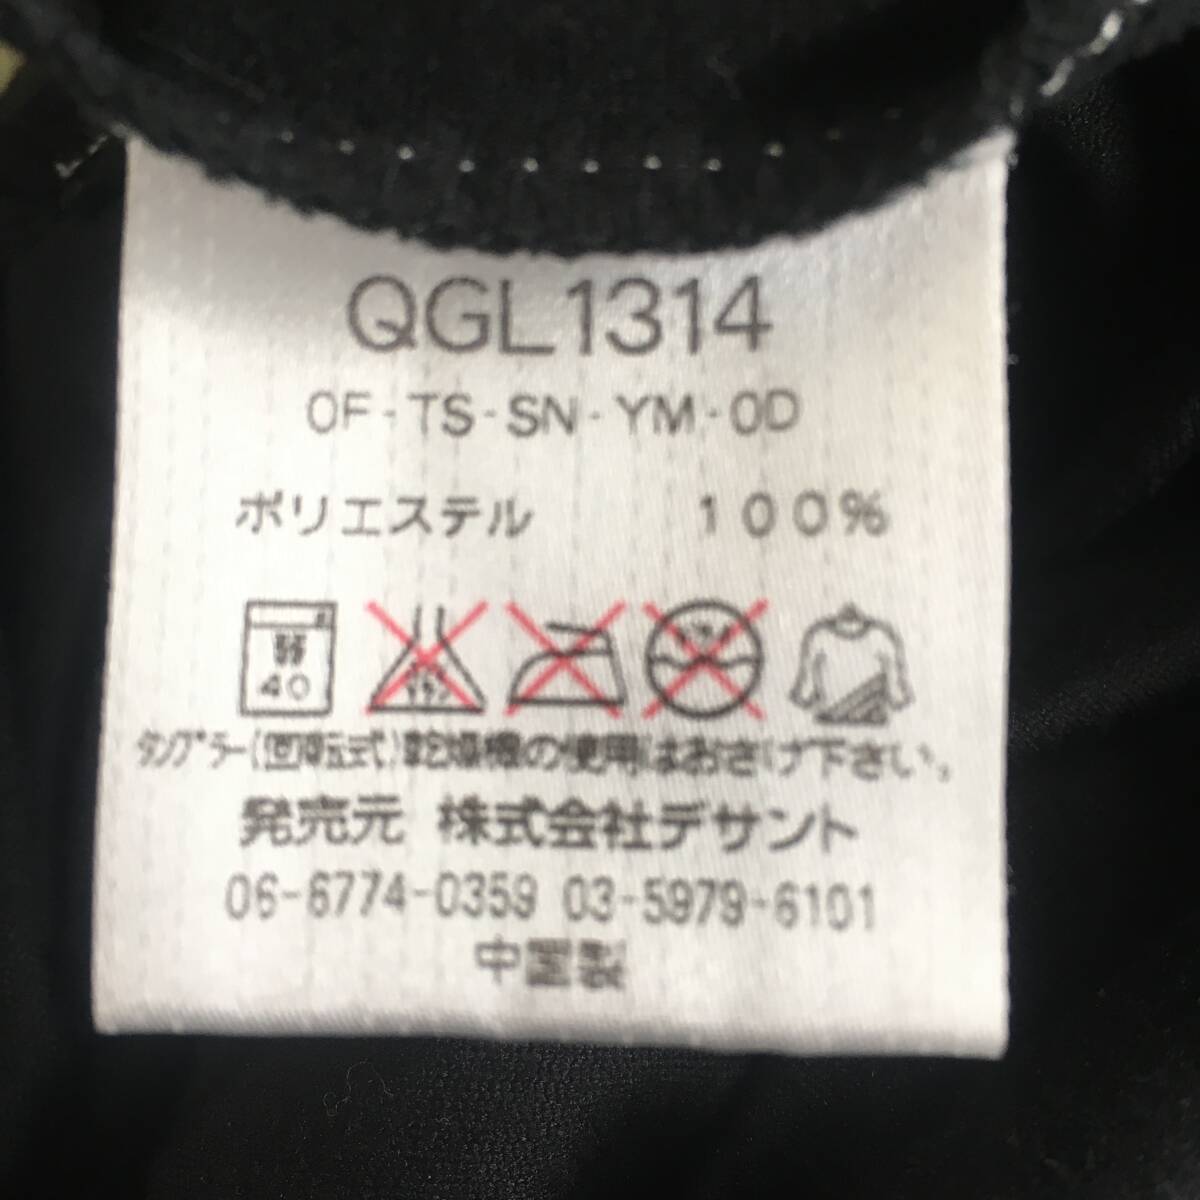 QGL1314
OF-TS-SN-YM-OD
ポリエステル 100%
弱
40
タンブラー(回転式)乾燥機の使用はおさけ下さい。
発売元 株式会社デサント
06-6774-0359 03-5979-6101
中国製